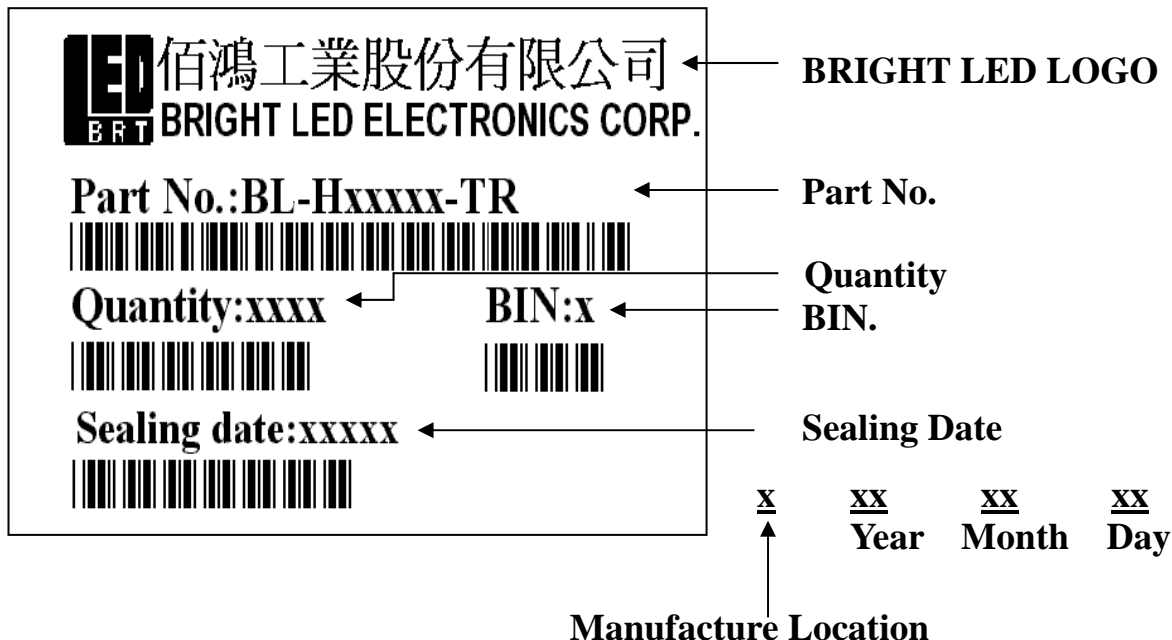 LED
佰鴻工業股份有限公司
BRT
BRIGHT LED ELECTRONICS CORP.
BRIGHT LED LOGO
Part No.:BL-Hxxxxx-TR
Part No.
Quantity:xxxx
BIN:x
Quantity
BIN.
Sealing date:xxxxx
Sealing Date
x xx xx xx
Year Month Day
Manufacture Location